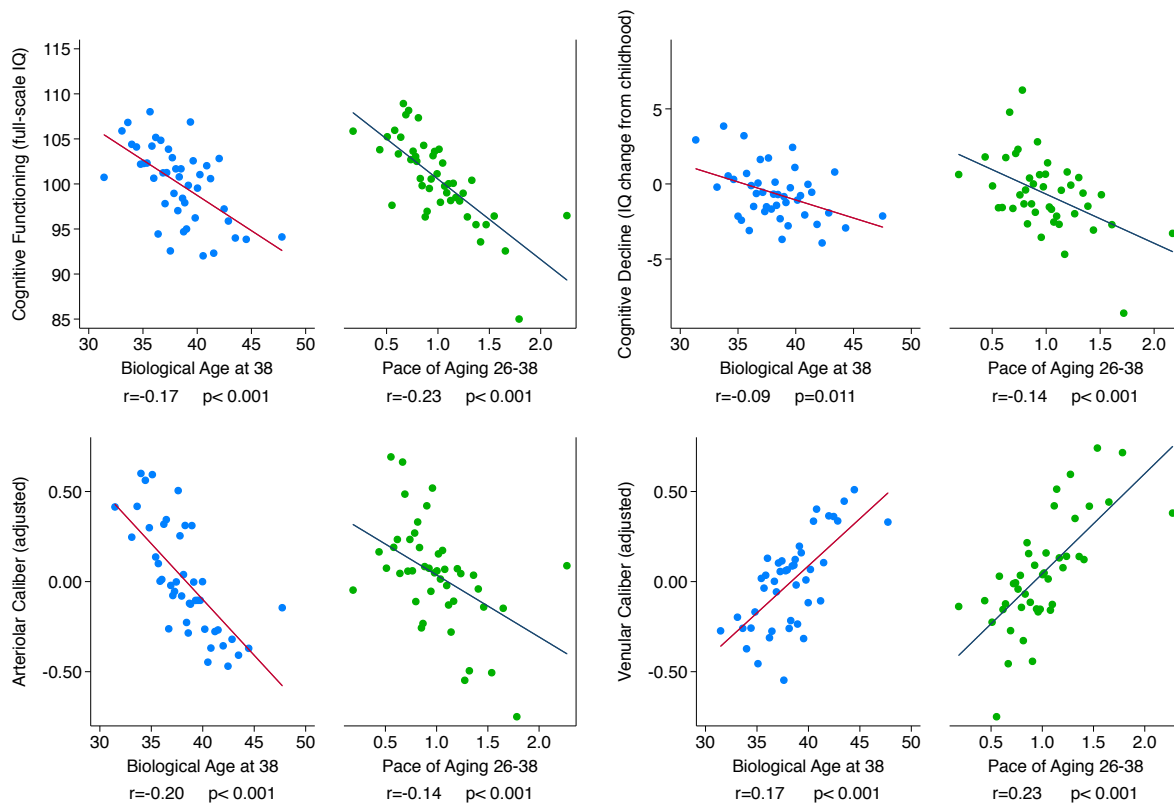 Cognitive Functioning (full-scale IQ)
115
110
105
100
95
90
85
30 35 40 45 50
0.5 1.0 1.5 2.0
Biological Age at 38
Pace of Aging 26-38
r=-0.17 p< 0.001
r=-0.23 p< 0.001
Cognitive Decline (IQ change from childhood)
5
0
-5
30 35 40 45 50
0.5 1.0 1.5 2.0
Biological Age at 38
Pace of Aging 26-38
r=-0.09 p=0.011
r=-0.14 p< 0.001
Arteriolar Caliber (adjusted)
0.50
0.00
-0.50
30 35 40 45 50
0.5 1.0 1.5 2.0
Biological Age at 38
Pace of Aging 26-38
r=-0.20 p< 0.001
r=-0.14 p< 0.001
Venular Caliber (adjusted)
0.50
0.00
-0.50
30 35 40 45 50
0.5 1.0 1.5 2.0
Biological Age at 38
Pace of Aging 26-38
r=0.17 p< 0.001
r=0.23 p< 0.001